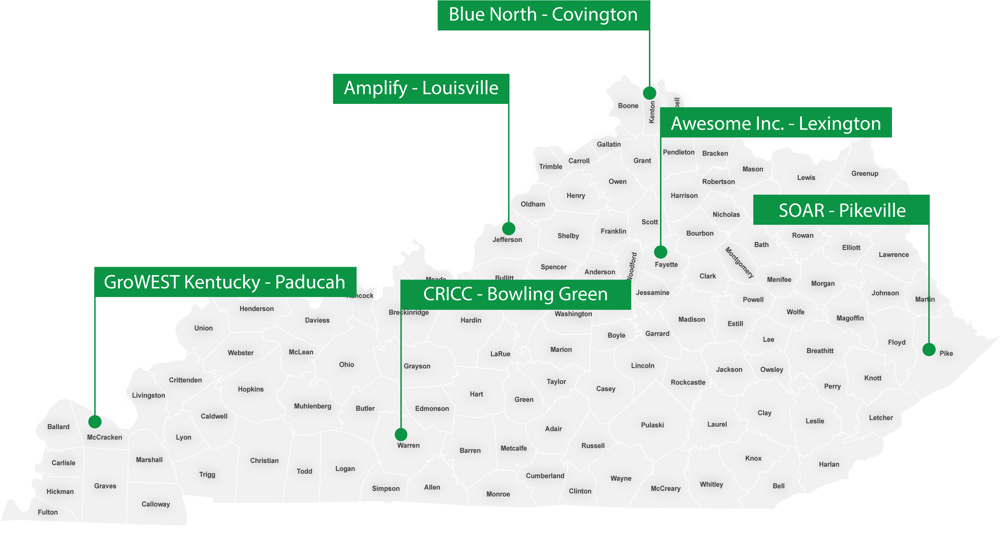 Blue North - Covington
Amplify - Louisville
Boone
Kenton
Awesome Inc. - Lexington
Gallatin
Carroll
Trimble
Grant
Pendleton
Bracken
Mason
Lewis
Greenup
Owen
Robertson
Henry
Harrison
Oldham
SOAR - Pikeville
Nicholas
Scott
Jefferson
Shelby
Franklin
Bourbon
Rowan
Bath
Elliott
Lawrence
Montgomery
Woodford
Fayette
Spencer
Anderson
Clark
Menifee
Morgan
GroWEST Kentucky - Paducah
Meade
Bullitt
CRICC - Bowling Green
Jessamine
Powell
Johnson
Martin
Hancock
Henderson
Daviess
Breckinridge
Hardin
Washington
Madison
Estill
Wolfe
Magoffin
Union
Boyle
Garrard
Lee
Floyd
Pike
Webster
McLean
LaRue
Marion
Breathitt
Ohio
Grayson
Lincoln
Jackson
Owsley
Knott
Crittenden
Hopkins
Taylor
Casey
Rockcastle
Perry
Livingston
Hart
Green
Muhlenberg
Butler
Edmonson
Caldwell
Clay
Leslie
Letcher
Ballard
McCracken
Lyon
Adair
Pulaski
Laurel
Warren
Barren
Metcalfe
Russell
Carlisle
Marshall
Christian
Knox
Harlan
Trigg
Todd
Logan
Cumberland
Wayne
Hickman
Graves
Simpson
Allen
Monroe
Clinton
McCreary
Whitley
Bell
Calloway
Fulton